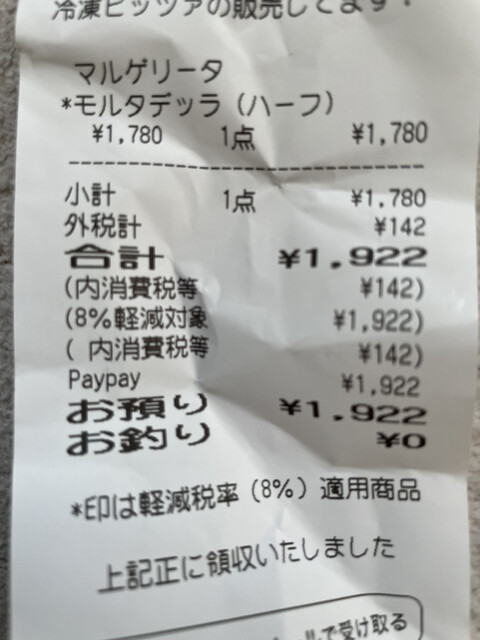 冷凍ピッツァの販売してます!
マルゲリータ
*モルタデッラ(ハーフ)
¥1,780 1点 ¥1,780
小計 1点 ¥1,780
外税計 ¥142
合計 ¥1,922
(内消費税等 ¥142)
(8%軽減対象 ¥1,922)
( 内消費税等 ¥142)
Paypay ¥1,922
お預り ¥1,922
お釣り ¥0
*印は軽減税率(8%)適用商品
上記正に領収いたしました
ルで受け取る